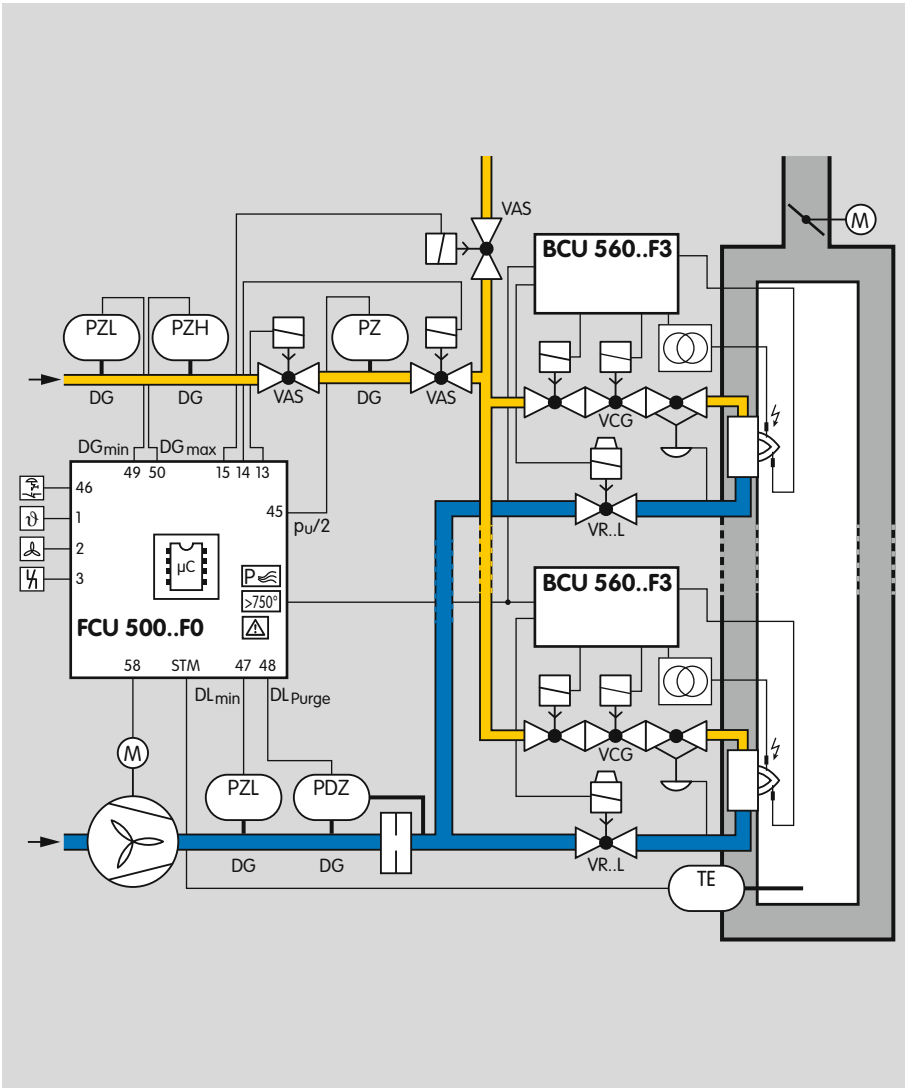 VAS
M
BCU 560..F3
PZL
PZH
PZ
DG
DG
VAS
DG
VAS
VCG
DGmin
DGmax
49 50
15 14 13
46
1
2
3
45
pu/2
VR..L
µC
P
>750°
FCU 500..F0
BCU 560..F3
58
STM
47 48
DLmin
DLPurge
M
VCG
PZL
PDZ
DG
DG
VR..L
TE
ϑ